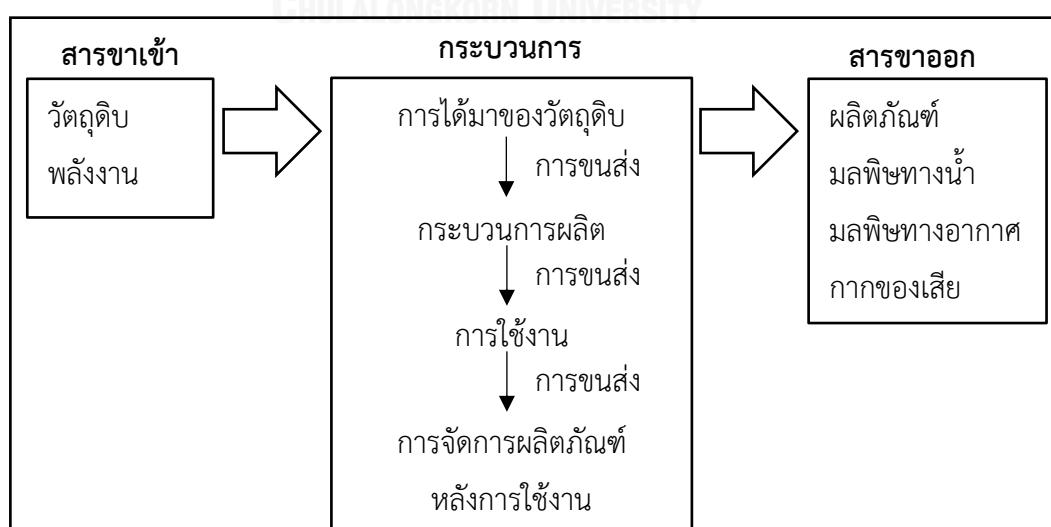 CHULALONGKORN UNIVERSITY
สารขาเข้า
วัตถุดิบ
พลังงาน
กระบวนการ
การได้มาของวัตถุดิบ
การขนส่ง
กระบวนการผลิต
การขนส่ง
การใช้งาน
การขนส่ง
การจัดการผลิตภัณฑ์
หลังการใช้งาน
สารขาออก
ผลิตภัณฑ์
มลพิษทางน้ำ
มลพิษทางอากาศ
กากของเสีย